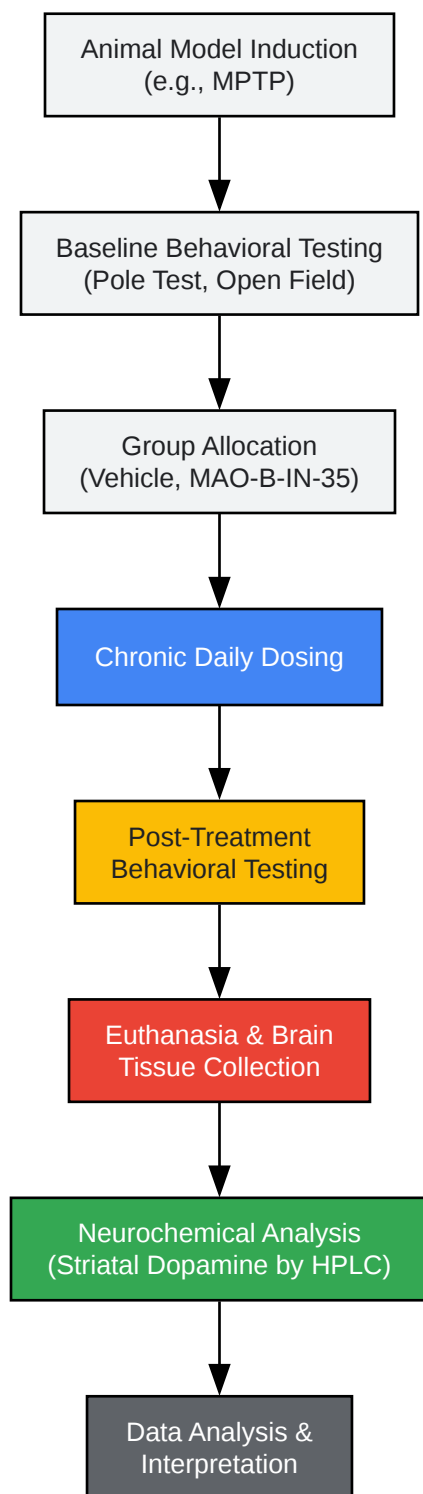 Animal Model Induction
(e.g., MPTP)
Baseline Behavioral Testing
(Pole Test, Open Field)
Group Allocation
(Vehicle, MAO-B-IN-35)
Chronic Daily Dosing
Post-Treatment
Behavioral Testing
Euthanasia & Brain
Tissue Collection
Neurochemical Analysis
(Striatal Dopamine by HPLC)
Data Analysis &
Interpretation